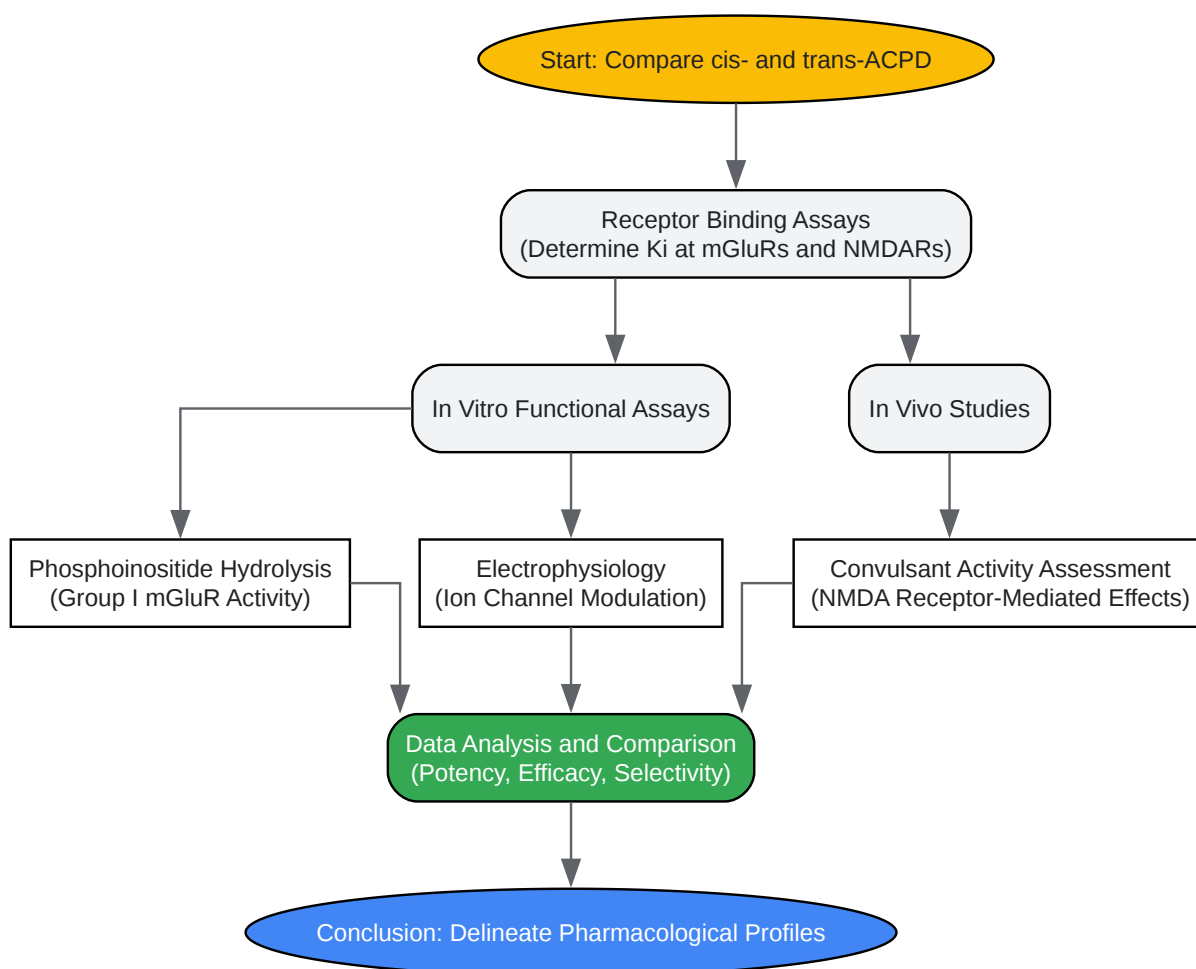 Start: Compare cis- and trans-ACPD
Receptor Binding Assays
(Determine Ki at mGluRs and NMDARs)
In Vitro Functional Assays
In Vivo Studies
Phosphoinositide Hydrolysis
(Group I mGluR Activity)
Electrophysiology
(Ion Channel Modulation)
Convulsant Activity Assessment
(NMDA Receptor-Mediated Effects)
Data Analysis and Comparison
(Potency, Efficacy, Selectivity)
Conclusion: Delineate Pharmacological Profiles